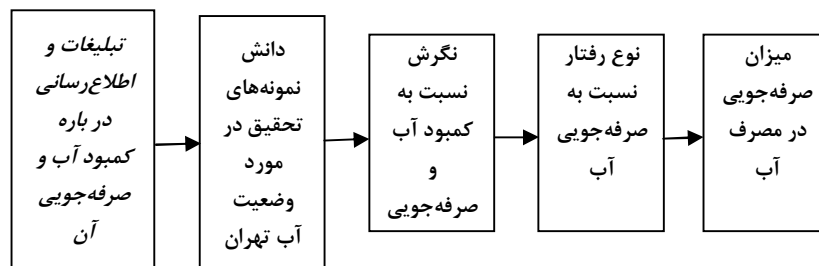 تبلیغات و
اطلاع‌رسانی
در باره
کمبود آب و
صرفه‌جویی
آن
دانش
نمونه‌های
تحقیق در
مورد
وضعیت
آب تهران
نگرش
نسبت به
کمبود آب
و
صرفه‌جویی
نوع رفتار
نسبت به
صرفه‌جویی
آب
میزان
صرفه‌جویی
در مصرف
آب